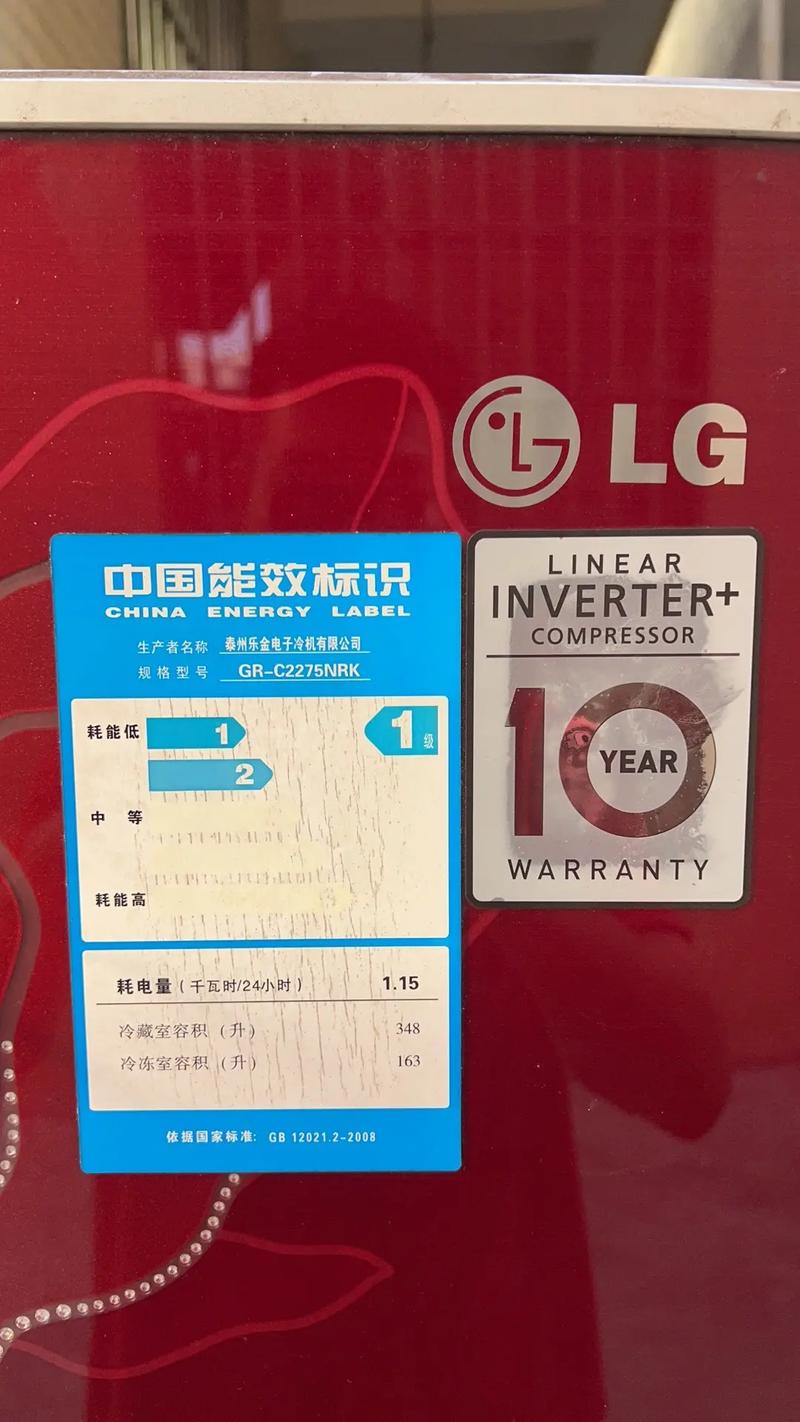 LG
中国能效标识
CHINA ENERGY LABEL
生产者名称 泰州乐金电子冷机有限公司
规格型号 GR-C2275NRK
耗能低 1 1级
2
中 等
耗能高
耗电量（千瓦时/24小时） 1.15
冷藏室容积（升） 348
冷冻室容积（升） 163
依据国家标准: GB 12021.2-2008
LINEAR
INVERTER+
COMPRESSOR
10 YEAR
WARRANTY